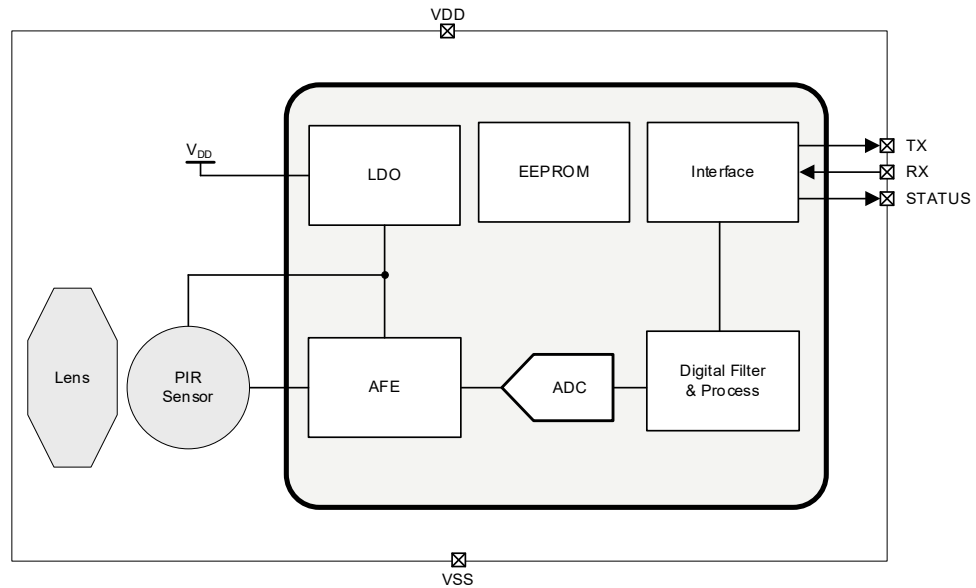 VDD
VDD
LDO
EEPROM
Interface
TX
RX
STATUS
Lens
PIR
Sensor
AFE
ADC
Digital Filter
& Process
VSS